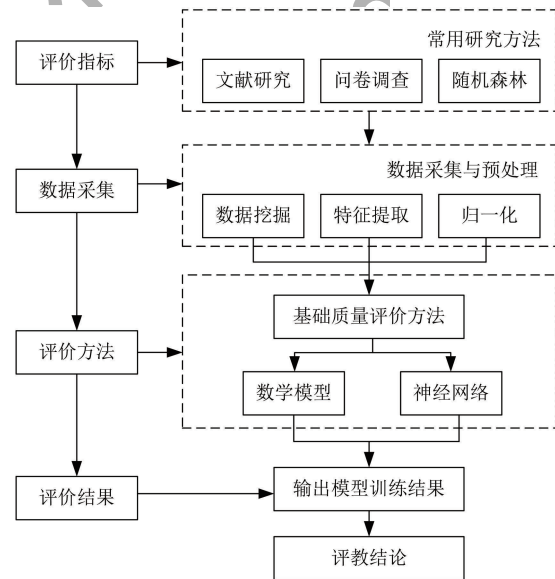 常用研究方法
评价指标
文献研究
问卷调查
随机森林
数据采集与预处理
数据采集
数据挖掘
特征提取
归一化
基础质量评价方法
评价方法
数学模型
神经网络
评价结果
输出模型训练结果
评教结论